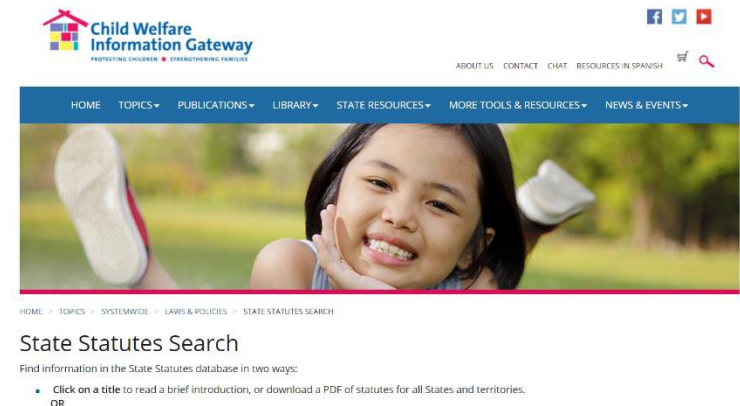 Child Welfare
Information Gateway
PROTECTING CHILDREN ■ STRENGTHENING FAMILIES
ABOUT US CONTACT CHAT RESOURCES IN SPANISH
HOME TOPICS PUBLICATIONS LIBRARY STATE RESOURCES MORE TOOLS & RESOURCES NEWS & EVENTS
HOME > TOPICS > SYSTEMWIDE > LAWS & POLICIES > STATE STATUTES SEARCH
State Statutes Search
Find information in the State Statutes database in two ways:
Click on a title to read a brief introduction, or download a PDF of statutes for all States and territories.
OR